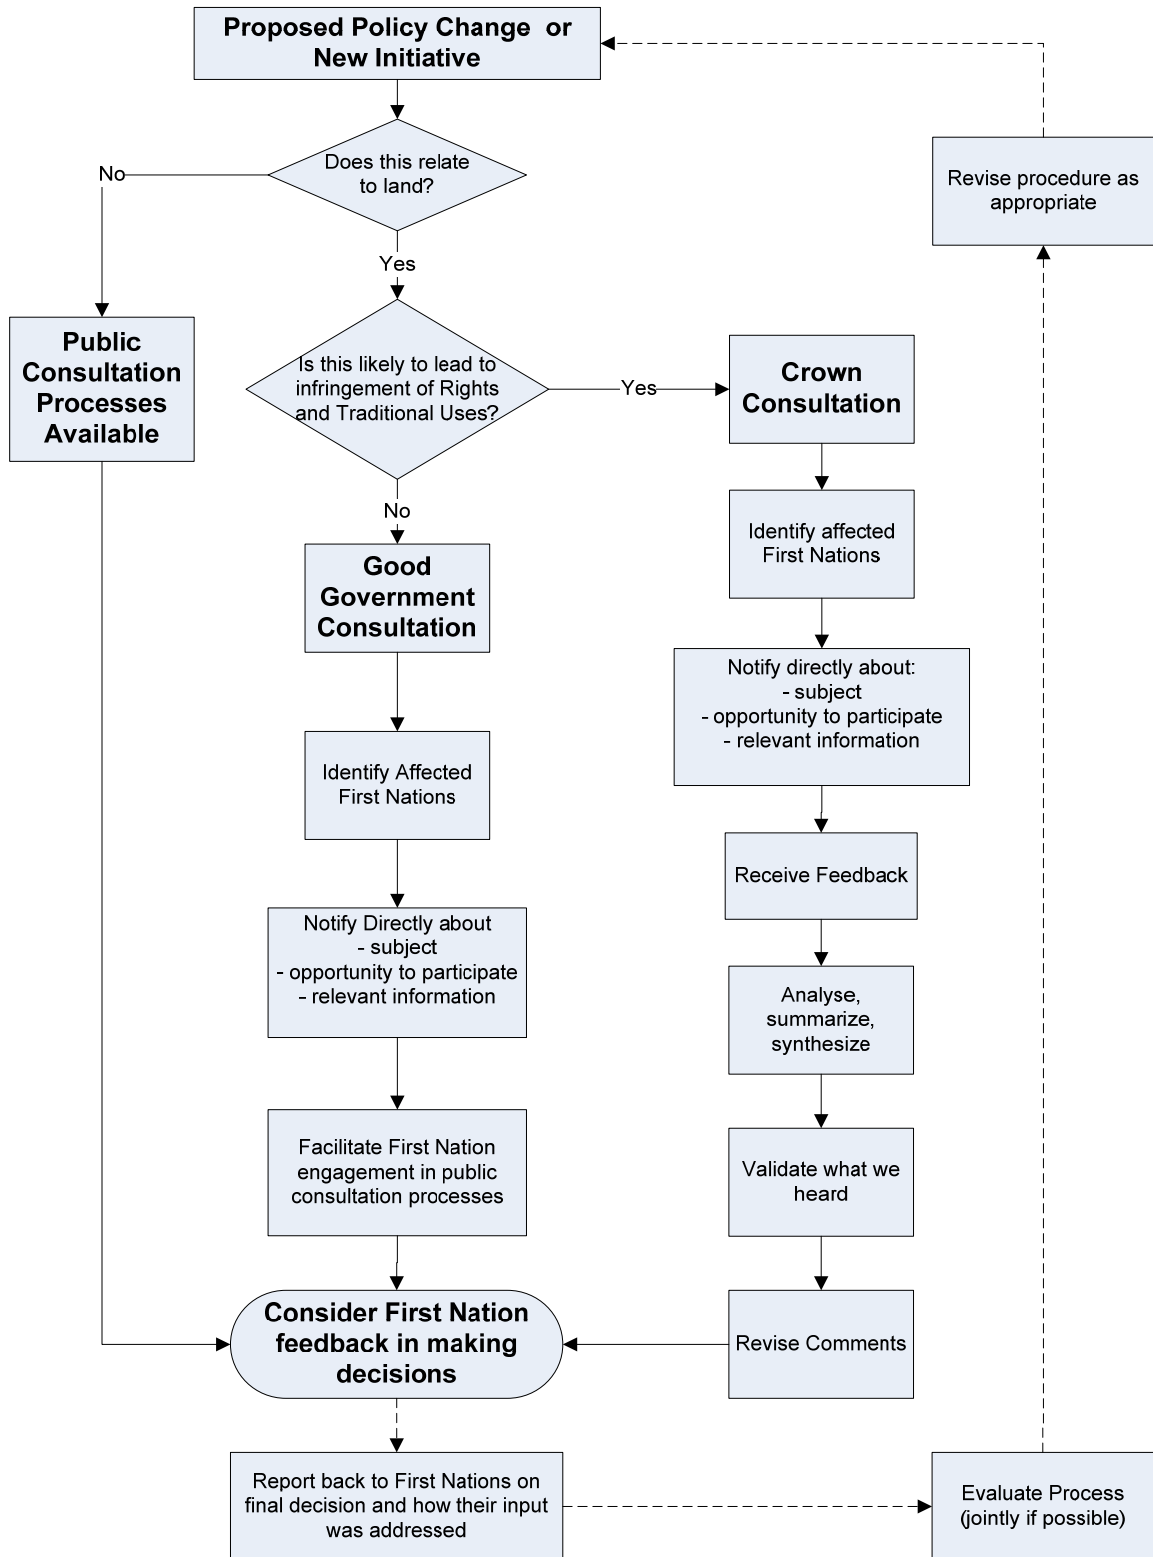 Proposed Policy Change or
New Initiative
Does this relate
to land?
No
Yes
Revise procedure as
appropriate
Public
Consultation
Processes
Available
Is this likely to lead to
infringement of Rights
and Traditional Uses?
Yes
Crown
Consultation
No
Identify affected
First Nations
Good
Government
Consultation
Notify directly about:
- subject
- opportunity to participate
- relevant information
Identify Affected
First Nations
Receive Feedback
Notify Directly about
- subject
- opportunity to participate
- relevant information
Analyse,
summarize,
synthesize
Facilitate First Nation
engagement in public
consultation processes
Validate what we
heard
Consider First Nation
feedback in making
decisions
Revise Comments
Report back to First Nations on
final decision and how their input
was addressed
Evaluate Process
(jointly if possible)